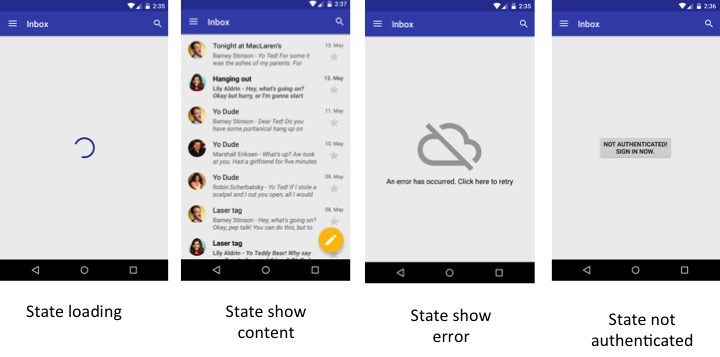 2:35
Inbox
State loading
2:37
Inbox
Tonight at MacLaren's
13. May
Barney Stinson - Yo Ted! For some it
was the ashes of my parents. For
Hanging out
12. May
Lily Aldrin - Hey, what's going on?
Okay but hurry, or I'm gonna start
Yo Dude
11. May
Barney Stinson - Dear Ted! Do you
have some puritanical hang up on
Yo Dude
10. May
Marshall Eriksen - What's up? Aw look
at you. Had a girlfriend for five minutes
Yo Dude
09. May
Robin Scherbatsky - Yo Ted! If I stole a
scalpel and I cut you open, all I would
Laser tag
08. May
Barney Stinson - Hey, what's going on?
Okay, pep talk! You can do this, but to
Laser tag
Lily Aldrin - Yo Teddy Bear! Why say
State show
content
2:35
Inbox
An error has occurred. Click here to retry
State show
error
2:36
Inbox
NOT AUTHENTICATED!
SIGN IN NOW.
State not
authenticated